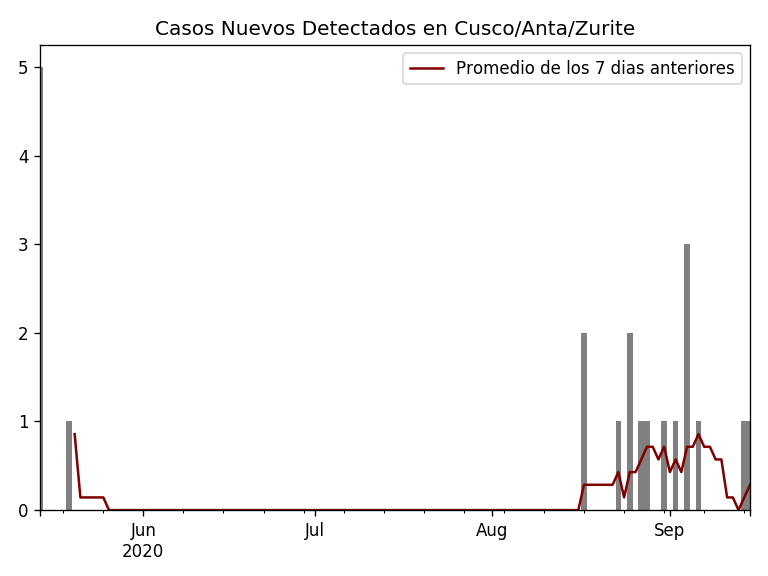 Casos Nuevos Detectados en Cusco/Anta/Zurite
Promedio de los 7 dias anteriores
5
4
3
2
1
0
Jun
2020
Jul
Aug
Sep